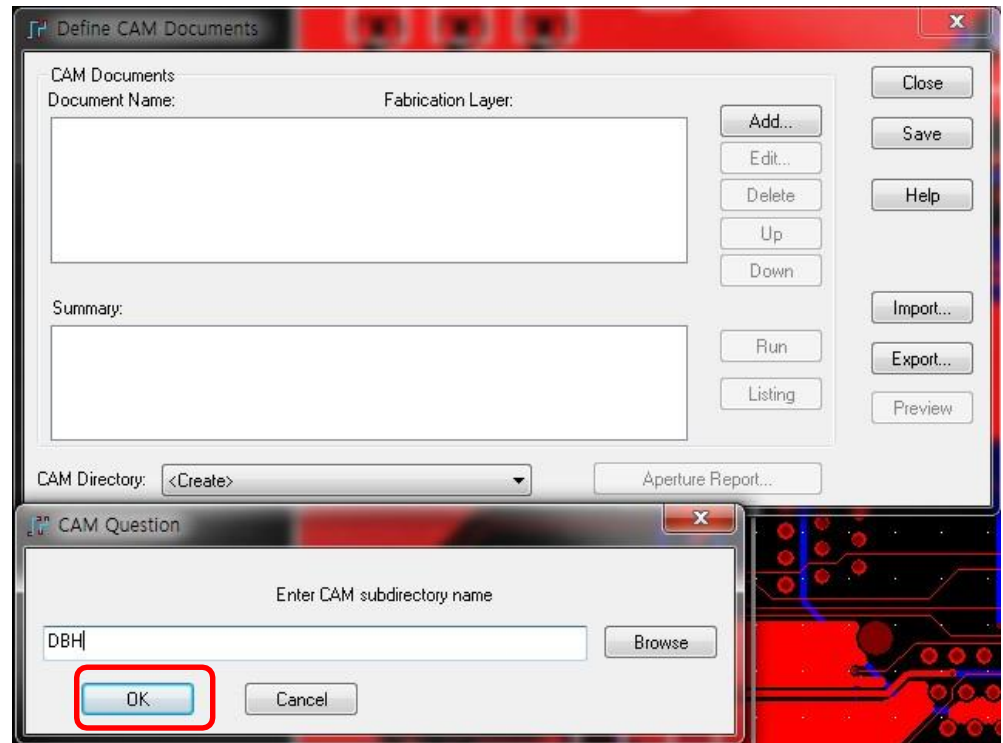 Define CAM Documents
CAM Documents
Document Name: Fabrication Layer:
Add...
Edit...
Delete
Up
Down
Close
Save
Help
Summary:
Run
Listing
Import...
Export...
Preview
CAM Directory: <Create> Aperture Report...
CAM Question
Enter CAM subdirectory name
DBH Browse
OK Cancel